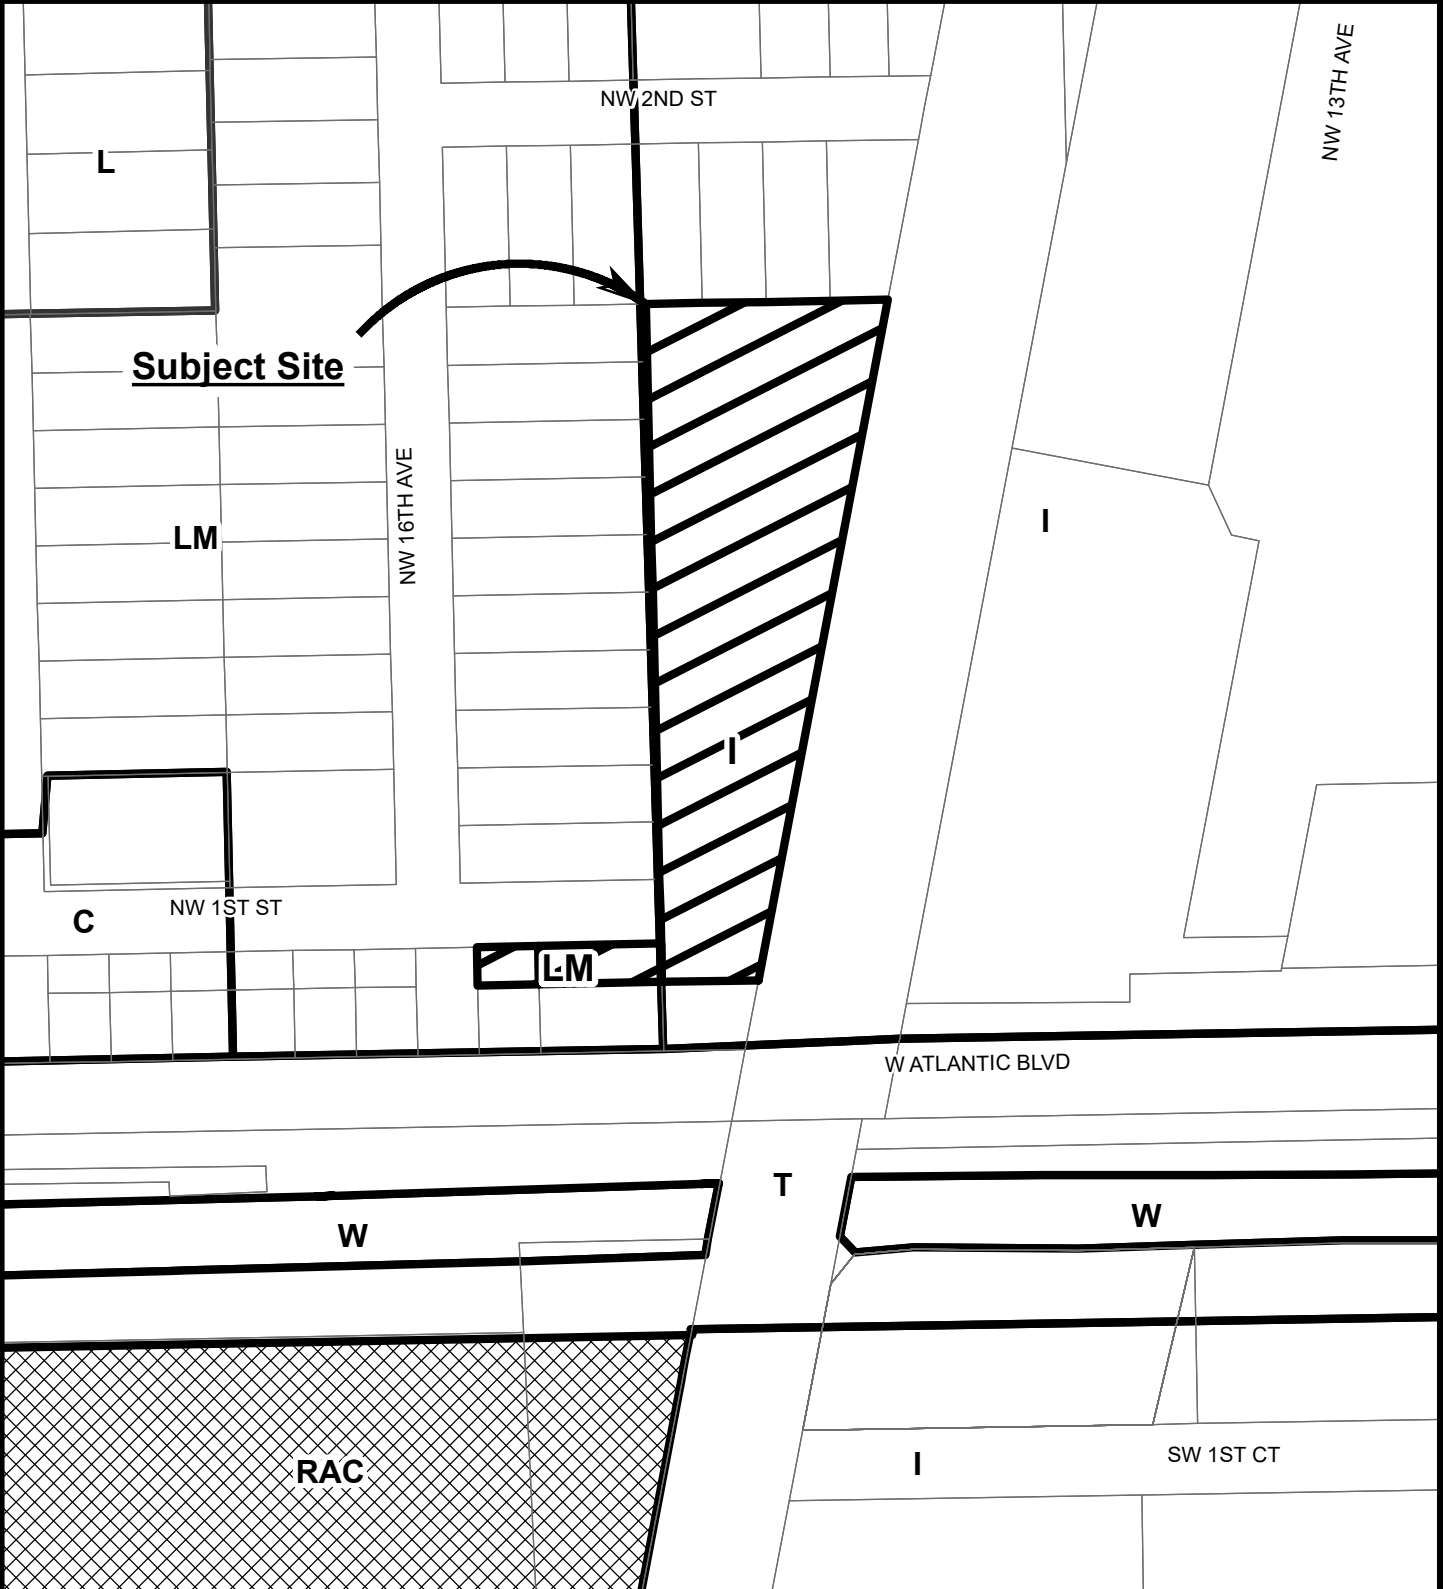 NW 13TH AVE
NW 2ND ST
L
Subject Site
NW 16TH AVE
I
LM
I
NW 1ST ST
C
LM
W ATLANTIC BLVD
T
W
W
RAC
I
SW 1ST CT